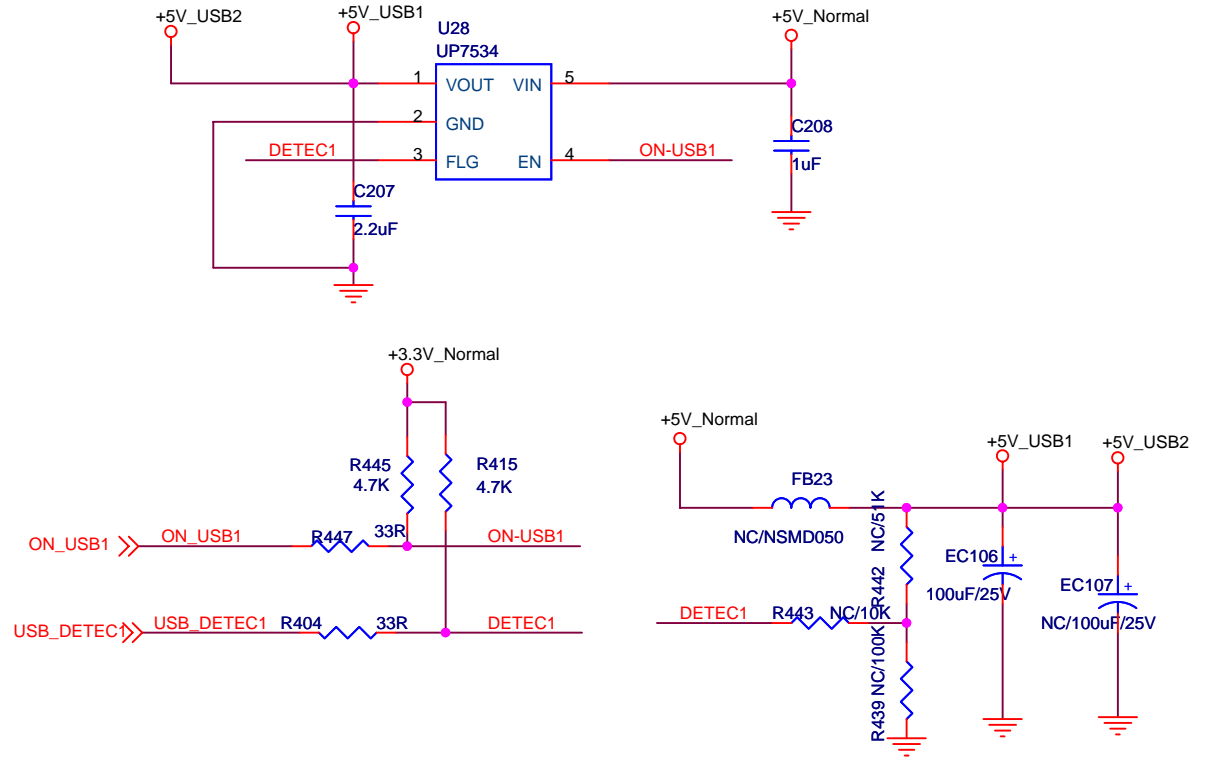 +5V_USB2
+5V_USB1
+5V_Normal
U28
UP7534
1
VOUT
VIN
5
2
GND
C208
DETEC1
3
FLG
EN
4
ON-USB1
1uF
C207
2.2uF
+3.3V_Normal
+5V_Normal
+5V_USB1
+5V_USB2
R445
4.7K
R415
4.7K
FB23
NC/NSMD050
NC/51K
R442
ON_USB1
ON_USB1
R447
33R
ON-USB1
EC106
+
100uF/25V
EC107
+
NC/100uF/25V
USB_DETEC1
USB_DETEC1
R404
33R
DETEC1
DETEC1
R443
NC/10K
R439 NC/100K